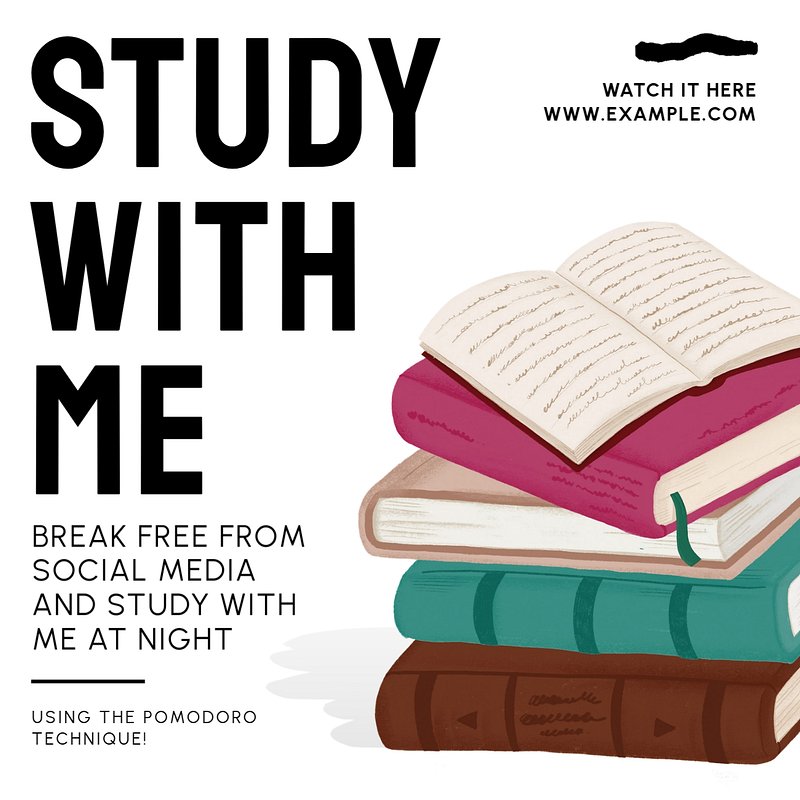 STUDY
WITH
ME
WATCH IT HERE
WWW.EXAMPLE.COM
BREAK FREE FROM
SOCIAL MEDIA
AND STUDY WITH
ME AT NIGHT
USING THE POMODORO
TECHNIQUE!